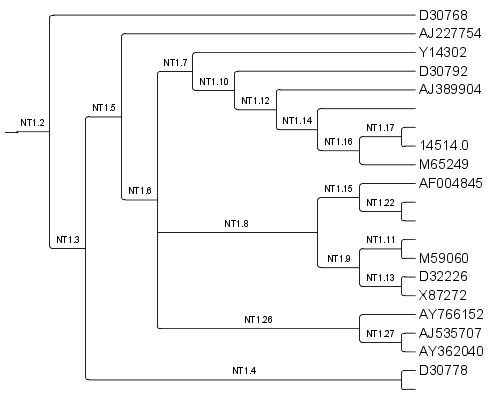 D30768
AJ227754
Y14302
NT1.7
D30792
NT1.10
AJ389904
NT1.12
NT1.5
NT1.14
NT1.2
NT1.17
NT1.16
14514.0
M65249
AF004845
NT1.6
NT1.15
NT1.22
NT1.8
NT1.3
NT1.11
NT1.9
M59060
D32226
NT1.13
X87272
AY766152
NT1.26
AJ535707
NT1.27
AY362040
NT1.4
D30778